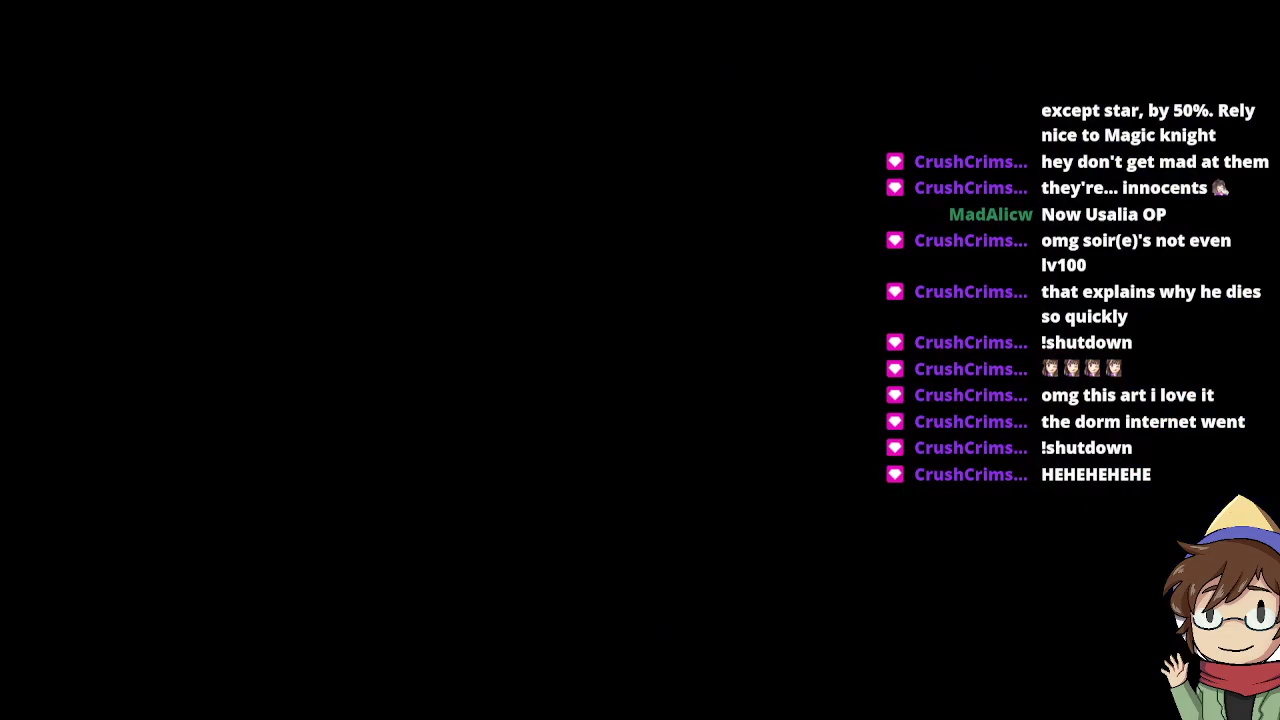 except star, by 50%. Rely
nice to Magic knight
CrushCrims... hey don't get mad at them
CrushCrims... they're... innocents
MadAlicw Now Usalia OP
CrushCrims... omg soir(e)'s not even
lv100
CrushCrims... that explains why he dies
so quickly
CrushCrims... !shutdown
CrushCrims...
CrushCrims... omg this art i love it
CrushCrims... the dorm internet went
CrushCrims... !shutdown
CrushCrims... HEHEHEHEHE